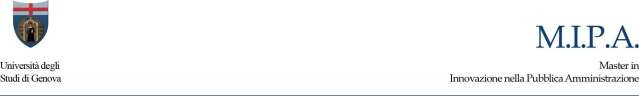 M.I.P.A.
Università degli
Studi di Genova
Master in
Innovazione nella Pubblica Amministrazione